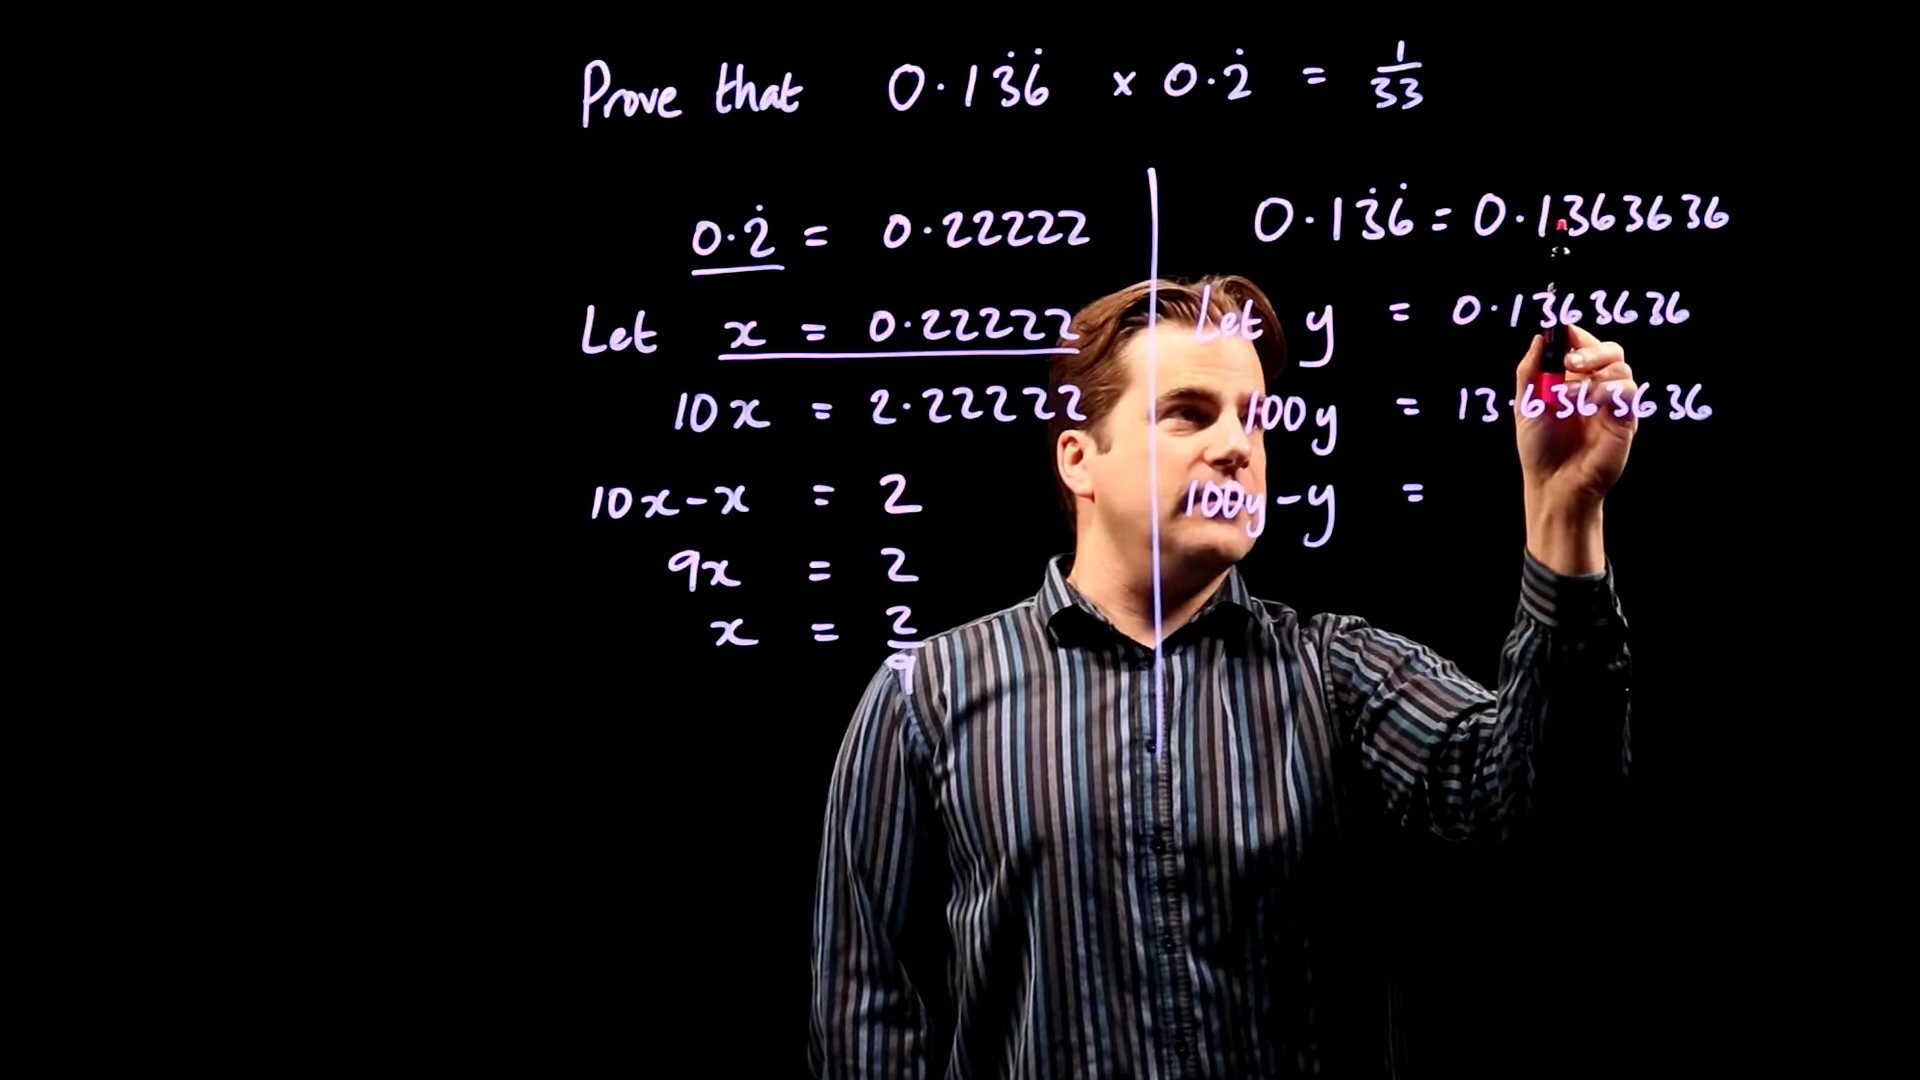 Prove that 0·13̇6̇ × 0·2̇ = 1/33
0·2̇ = 0·22222
Let x = 0·22222
10x = 2·22222
10x-x = 2
9x = 2
x = 2/9
0·13̇6̇ = 0·1363636
Let y = 0·1363636
100y = 13·6363636
100y-y =